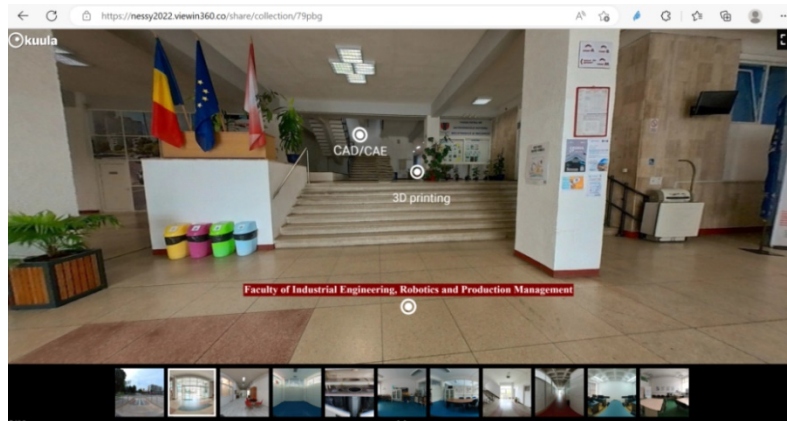 https://nessy2022.viewin360.co/share/collection/79pbg
kuula
CAD/CAE
3D printing
Faculty of Industrial Engineering, Robotics and Production Management